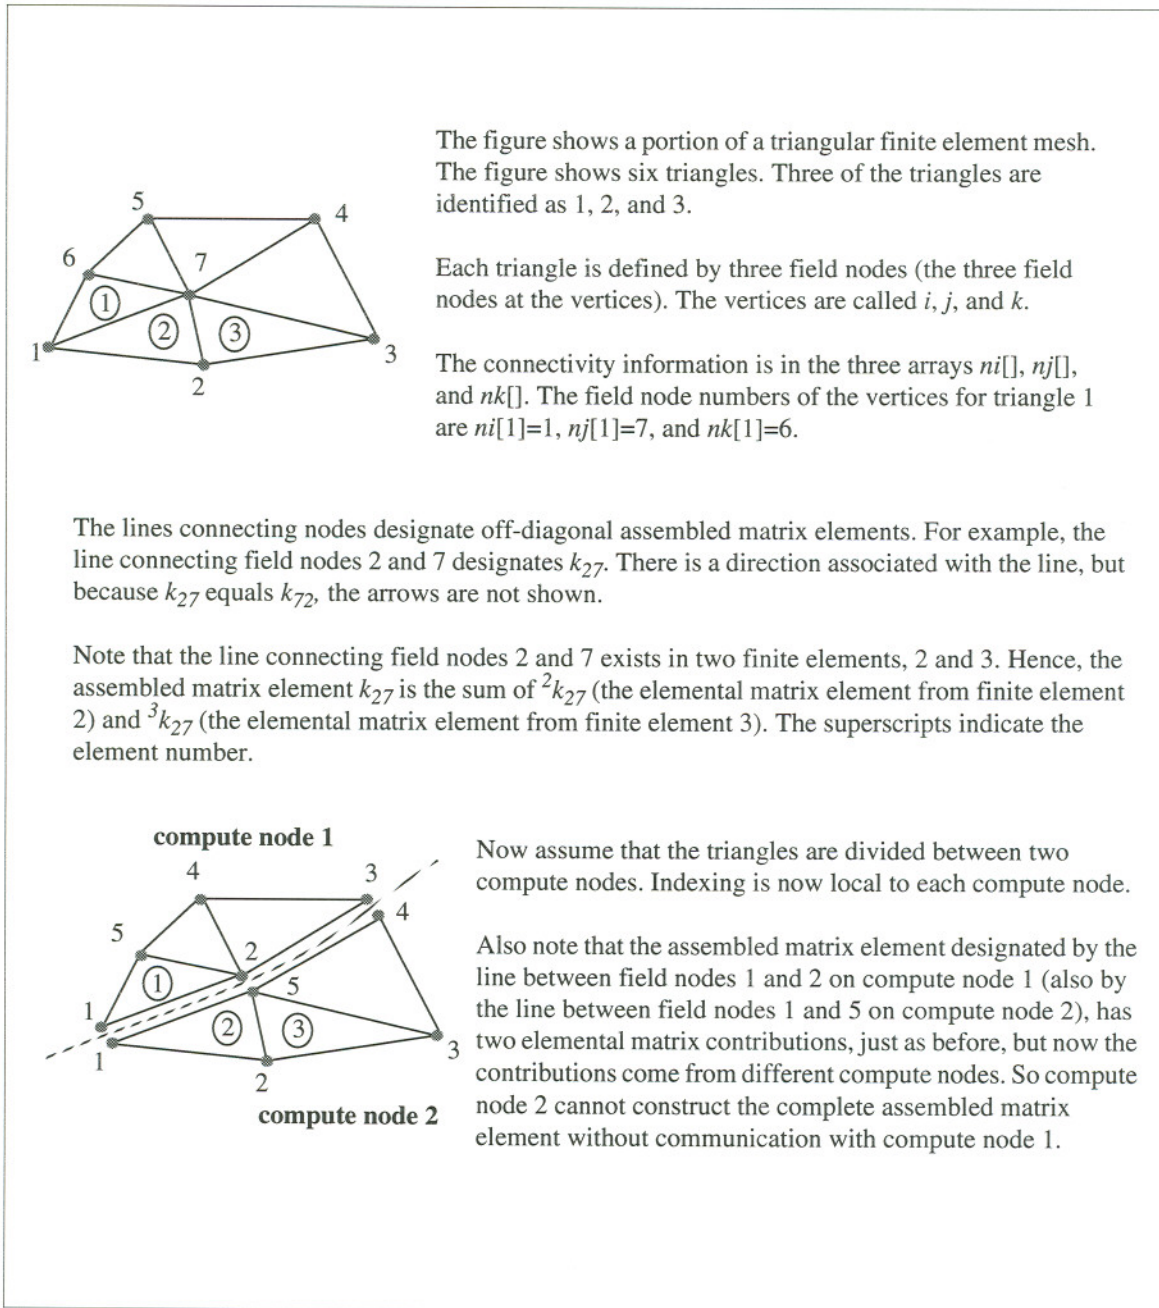 The figure shows a portion of a triangular finite element mesh.
The figure shows six triangles. Three of the triangles are
identified as 1, 2, and 3.
5
4
6
7
1
2
3
1
3
2
Each triangle is defined by three field nodes (the three field
nodes at the vertices). The vertices are called i, j, and k.
The connectivity information is in the three arrays ni[], nj[],
and nk[]. The field node numbers of the vertices for triangle 1
are ni[1]=1, nj[1]=7, and nk[1]=6.
The lines connecting nodes designate off-diagonal assembled matrix elements. For example, the
line connecting field nodes 2 and 7 designates k27. There is a direction associated with the line, but
because k27 equals k72, the arrows are not shown.
Note that the line connecting field nodes 2 and 7 exists in two finite elements, 2 and 3. Hence, the
assembled matrix element k27 is the sum of 2k27 (the elemental matrix element from finite element
2) and 3k27 (the elemental matrix element from finite element 3). The superscripts indicate the
element number.
compute node 1
4
3
4
5
2
1
5
1
2
3
1
3
2
compute node 2
Now assume that the triangles are divided between two
compute nodes. Indexing is now local to each compute node.
Also note that the assembled matrix element designated by the
line between field nodes 1 and 2 on compute node 1 (also by
the line between field nodes 1 and 5 on compute node 2), has
two elemental matrix contributions, just as before, but now the
contributions come from different compute nodes. So compute
node 2 cannot construct the complete assembled matrix
element without communication with compute node 1.